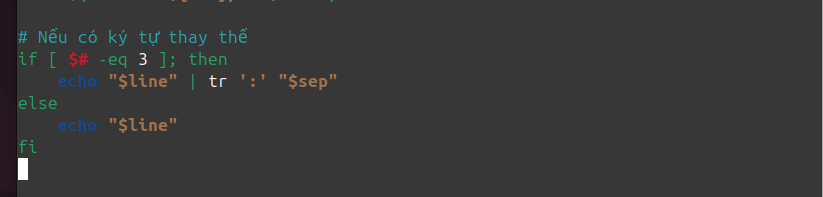 # Nếu có ký tự thay thế
if [ $# -eq 3 ]; then
    echo "$line" | tr ':' "$sep"
else
    echo "$line"
fi